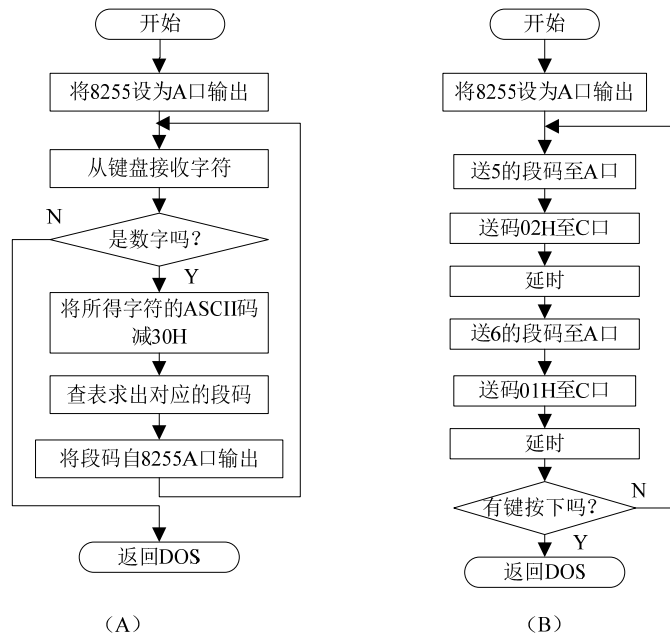 开始
将8255设为A口输出
从键盘接收字符
N
是数字吗？
Y
将所得字符的ASCII码
减30H
查表求出对应的段码
将段码自8255A口输出
返回DOS
（A）
开始
将8255设为A口输出
送5的段码至A口
送码02H至C口
延时
送6的段码至A口
送码01H至C口
延时
有键按下吗？
N
Y
返回DOS
（B）